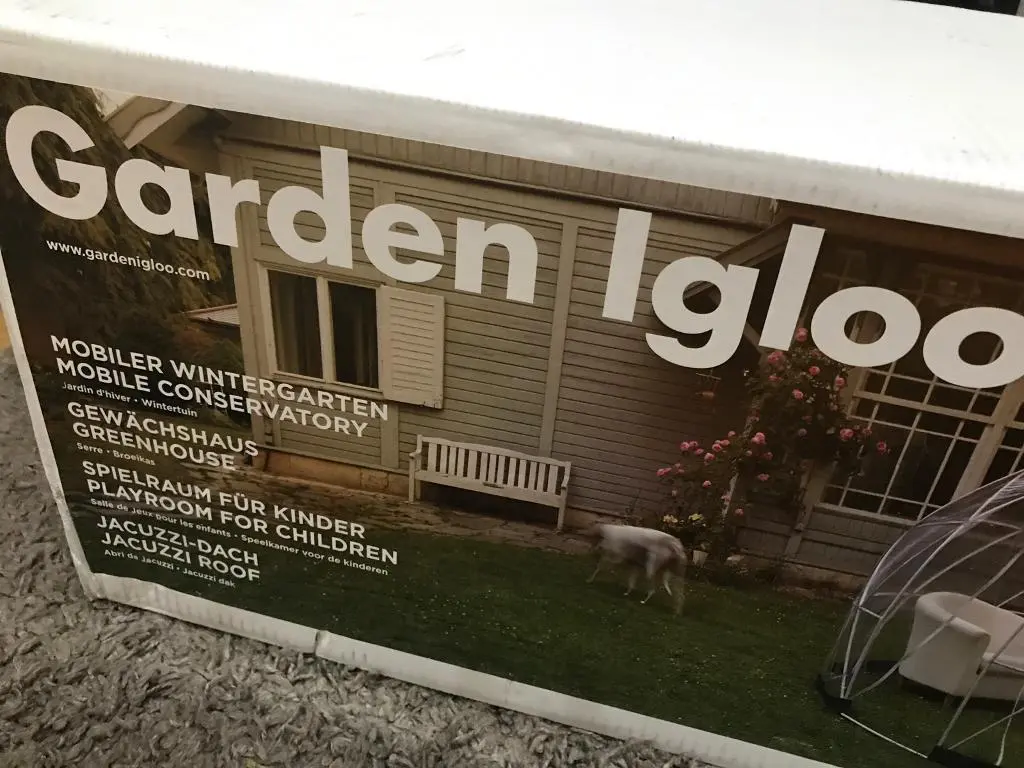 Garden Igloo
www.gardenigloo.com
MOBILER WINTERGARTEN
MOBILE CONSERVATORY
Jardin d'hiver • Wintertuin
GEWÄCHSHAUS
GREENHOUSE
Serre • Broeikas
SPIELRAUM FÜR KINDER
PLAYROOM FOR CHILDREN
Salle de jeux pour les enfants • Speelkamer voor de kinderen
JACUZZI-DACH
JACUZZI ROOF
Abri de Jacuzzi • Jacuzzi dak